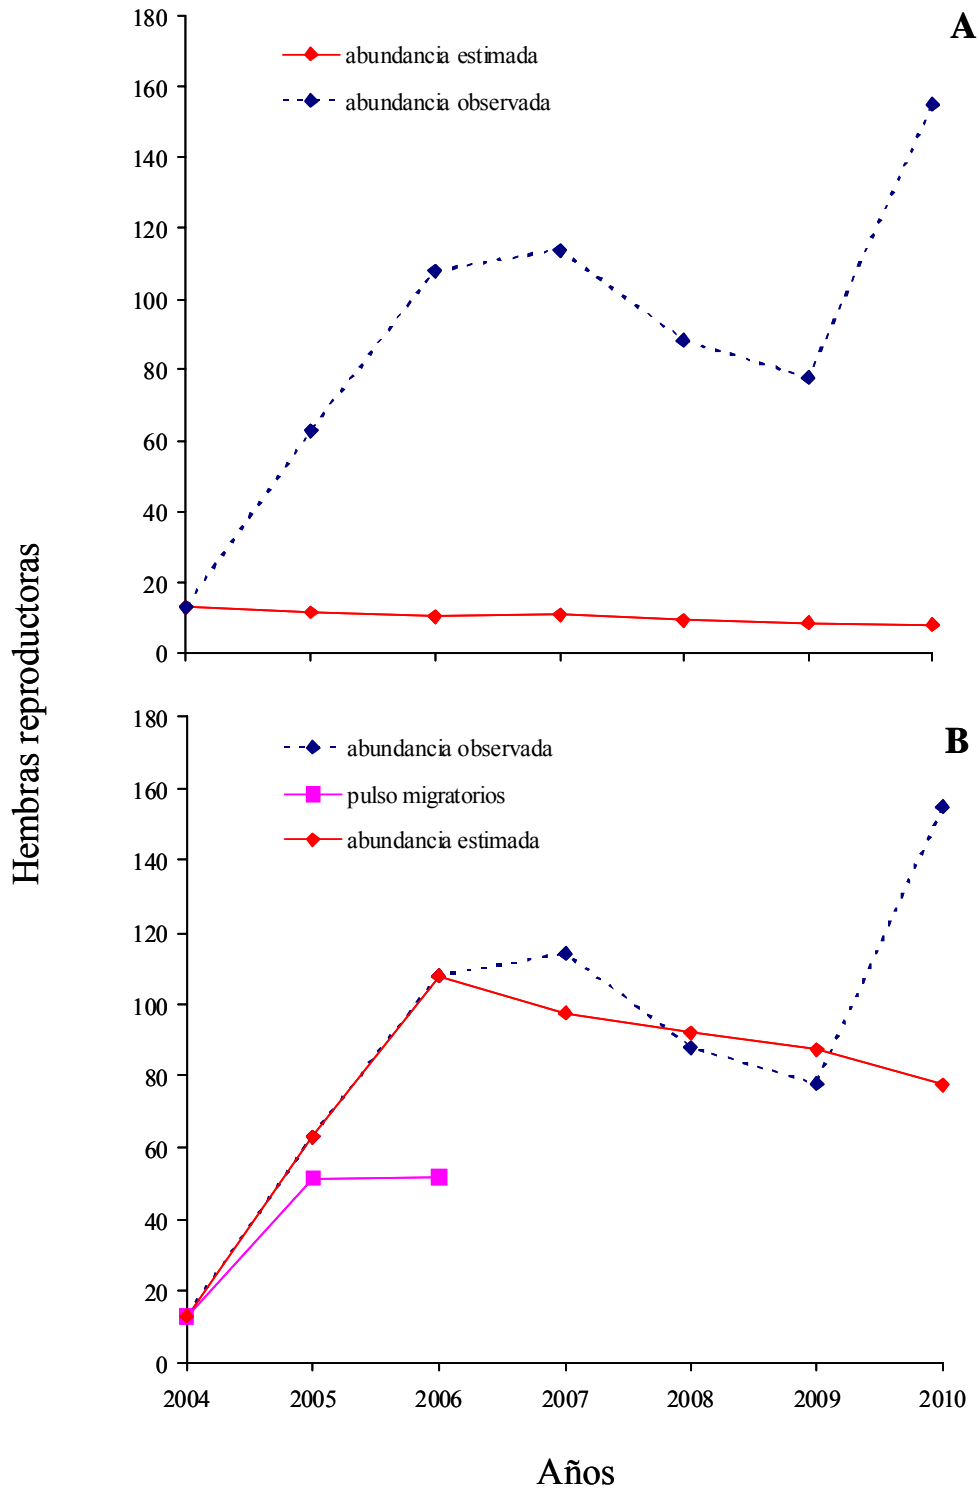 A
180
160
140
120
100
80
60
40
20
0
abundancia estimada
abundancia observada
Hembras reproductoras
B
180
160
140
120
100
80
60
40
20
0
abundancia observada
pulso migratorios
abundancia estimada
2004 2005 2006 2007 2008 2009 2010
Años